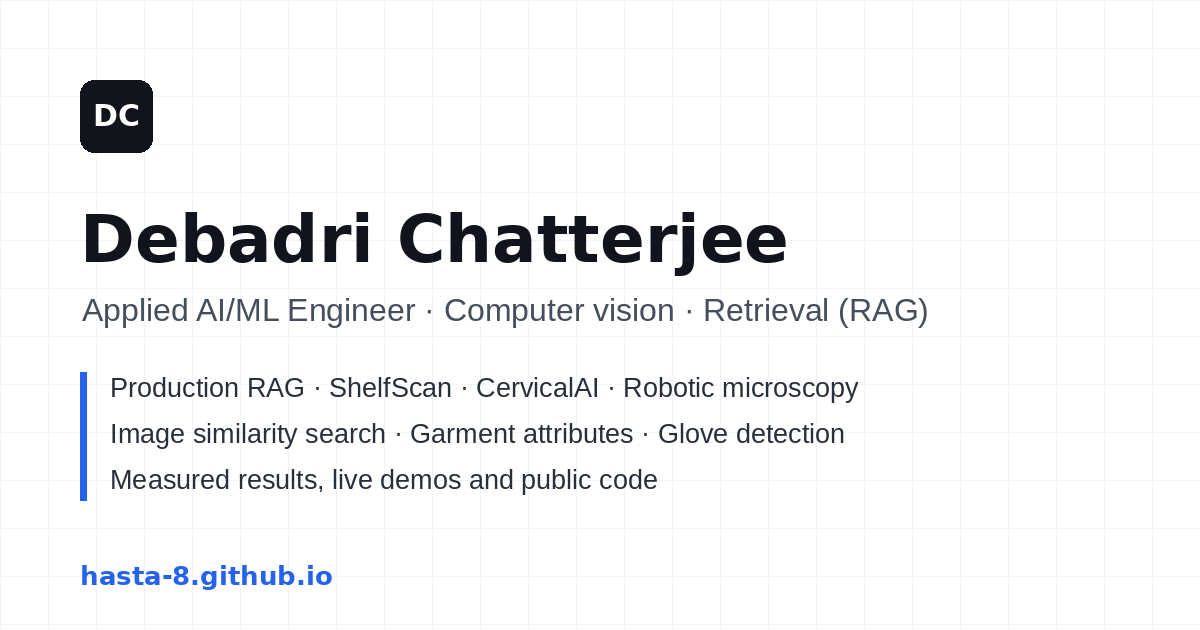 DC
Debadri Chatterjee
Applied AI/ML Engineer · Computer vision · Retrieval (RAG)
Production RAG · ShelfScan · CervicalAI · Robotic microscopy
Image similarity search · Garment attributes · Glove detection
Measured results, live demos and public code
hasta-8.github.io